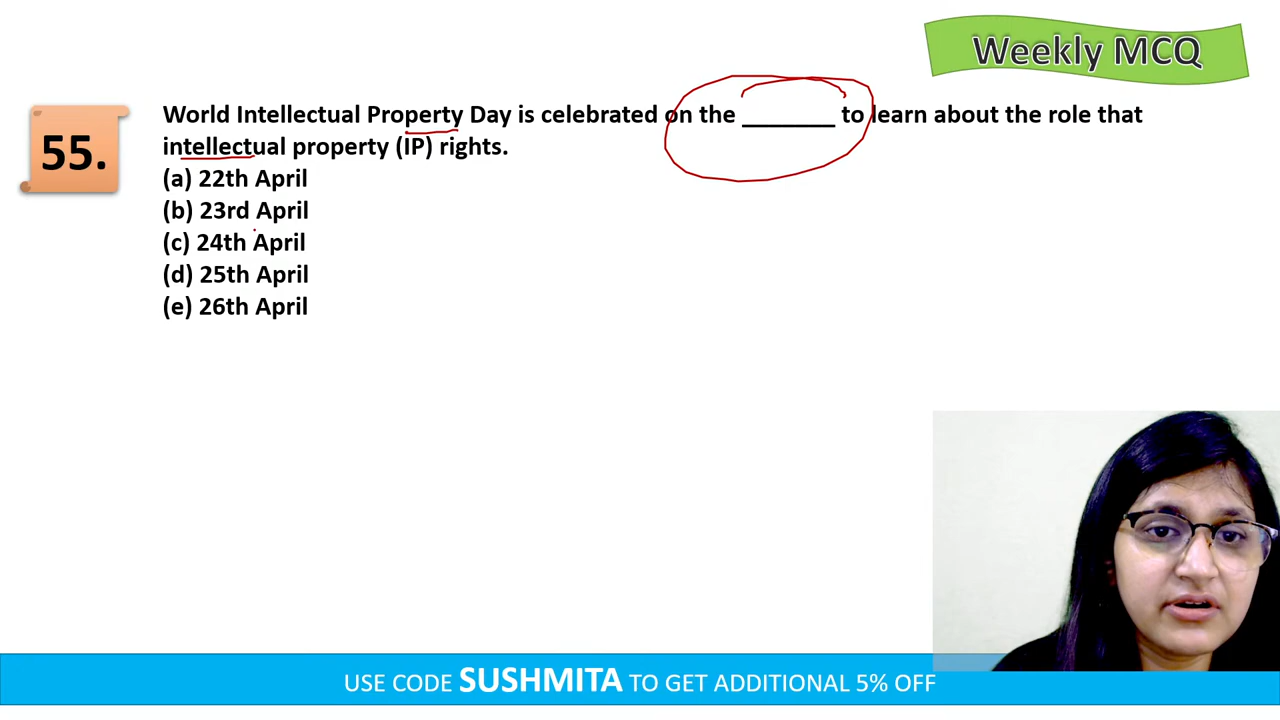 Weekly MCQ
55.
World Intellectual Property Day is celebrated on the ________ to learn about the role that
intellectual property (IP) rights.
(a) 22th April
(b) 23rd April
(c) 24th April
(d) 25th April
(e) 26th April
USE CODE SUSHMITA TO GET ADDITIONAL 5% OFF